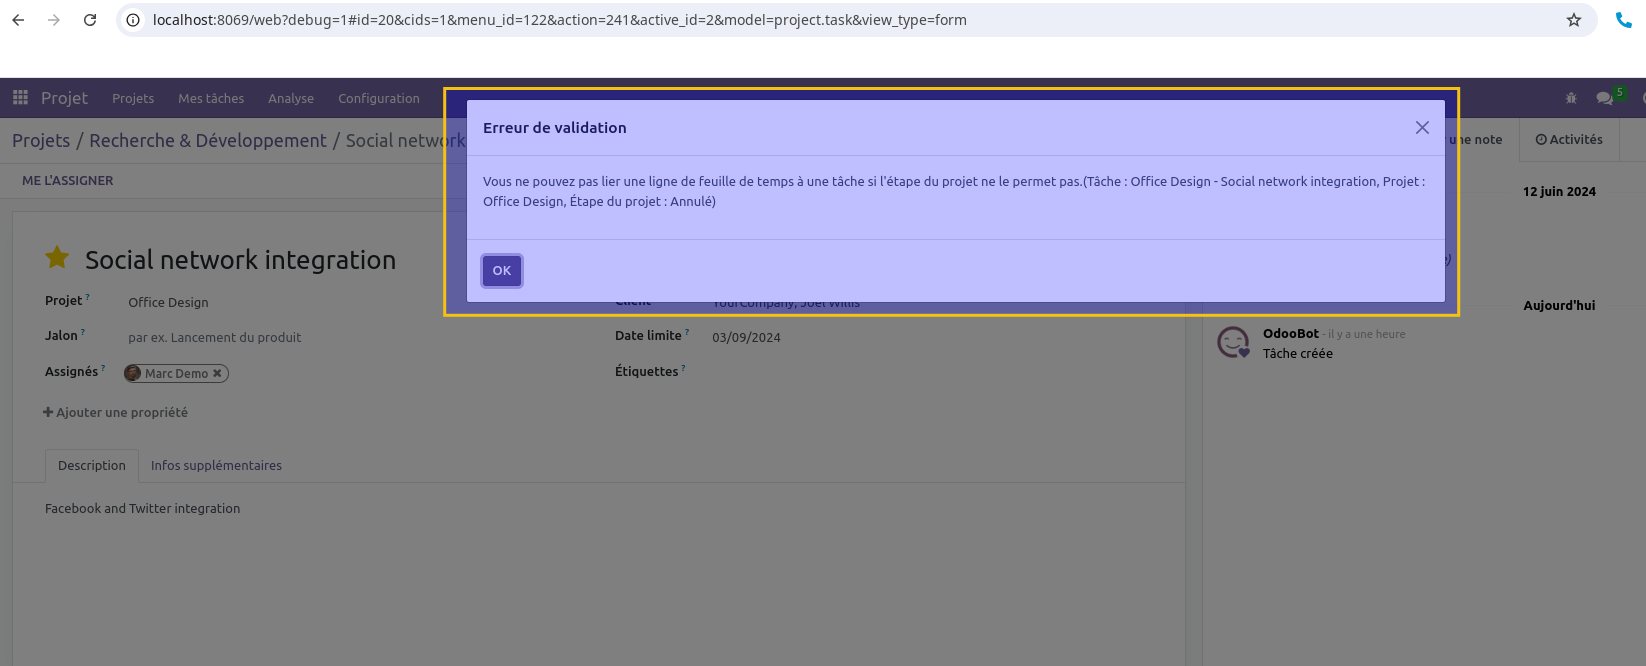 localhost:8069/web?debug=1#id=20&cids=1&menu_id=122&action=241&active_id=2&model=project.task&view_type=form
Projet Projets Mes tâches Analyse Configuration 5
Projets / Recherche & Développement / Social network
une note Activités
ME L'ASSIGNER
Erreur de validation
Vous ne pouvez pas lier une ligne de feuille de temps à une tâche si l'étape du projet ne le permet pas.(Tâche : Office Design - Social network integration, Projet :
Office Design, Étape du projet : Annulé)
OK
Social network integration
Projet ? Office Design
Client YourCompany, Joel Willis
Jalon ? par ex. Lancement du produit
Date limite ? 03/09/2024
Assignés ? Marc Demo
Étiquettes ?
Ajouter une propriété
Description Infos supplémentaires
Facebook and Twitter integration
12 juin 2024
Aujourd'hui
OdooBot - il y a une heure
Tâche créée